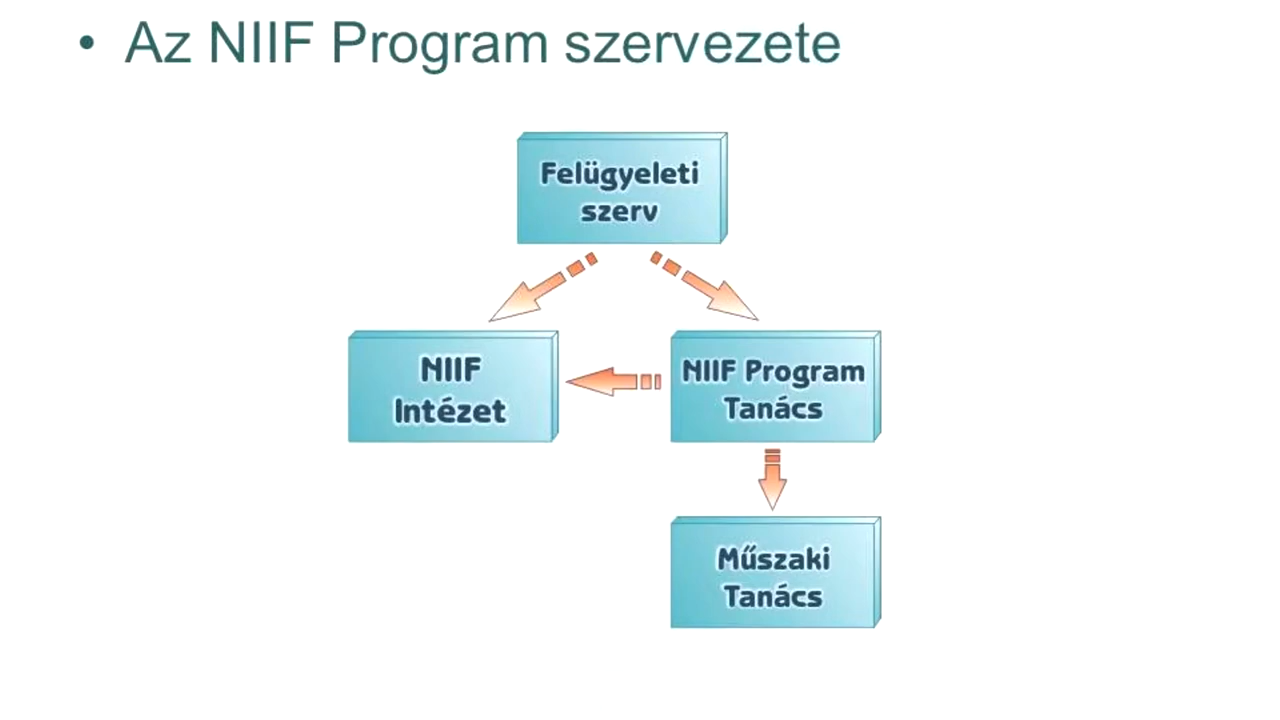 • Az NIIF Program szervezete
Felügyeleti
szerv
NIIF
Intézet
NIIF Program
Tanács
Műszaki
Tanács